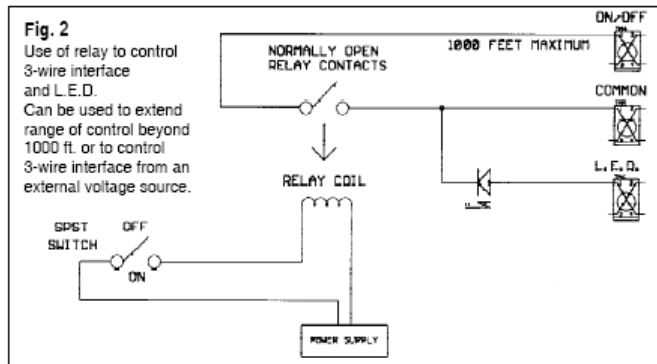 Fig. 2
Use of relay to control
3-wire interface
and L.E.D.
Can be used to extend
range of control beyond
1000 ft. or to control
3-wire interface from an
external voltage source.
NORMALLY OPEN
RELAY CONTACTS
1000 FEET MAXIMUM
ON/OFF
COMMON
L.E.D.
RELAY COIL
SPST
SWITCH
OFF
ON
POWER SUPPLY